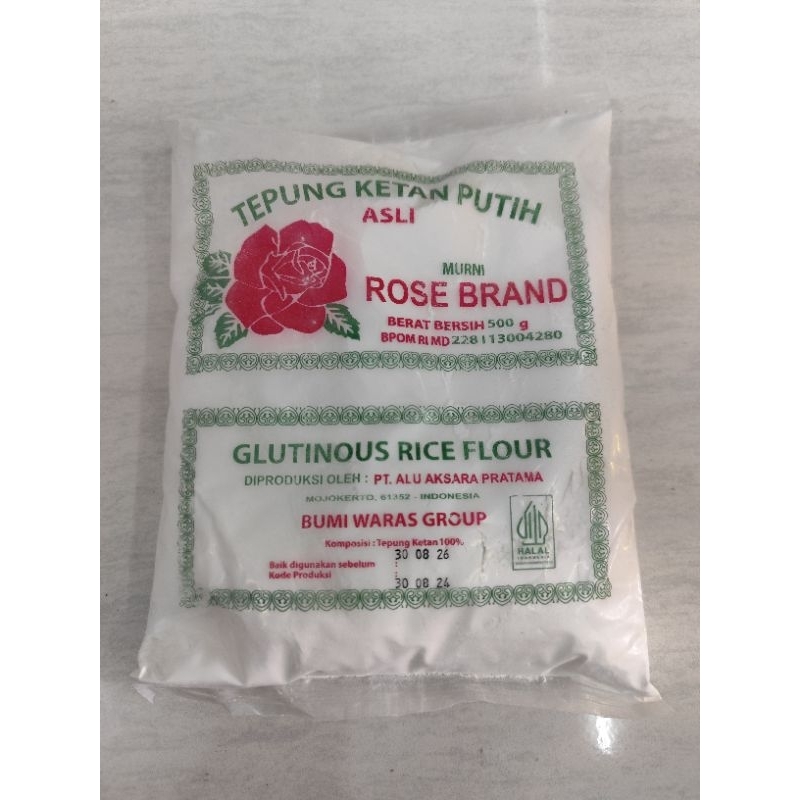 TEPUNG KETAN PUTIH
ASLI
MURNI
ROSE BRAND
BERAT BERSIH 500 g
BPOM RI MD 228113004280
GLUTINOUS RICE FLOUR
DIPRODUKSI OLEH : PT. ALU AKSARA PRATAMA
MOJOKERTO, 61352 - INDONESIA
BUMI WARAS GROUP
Komposisi : Tepung Ketan 100%
30 08 26
Baik digunakan sebelum :
Kode Produksi :
30 08 24
HALAL
INDONESIA